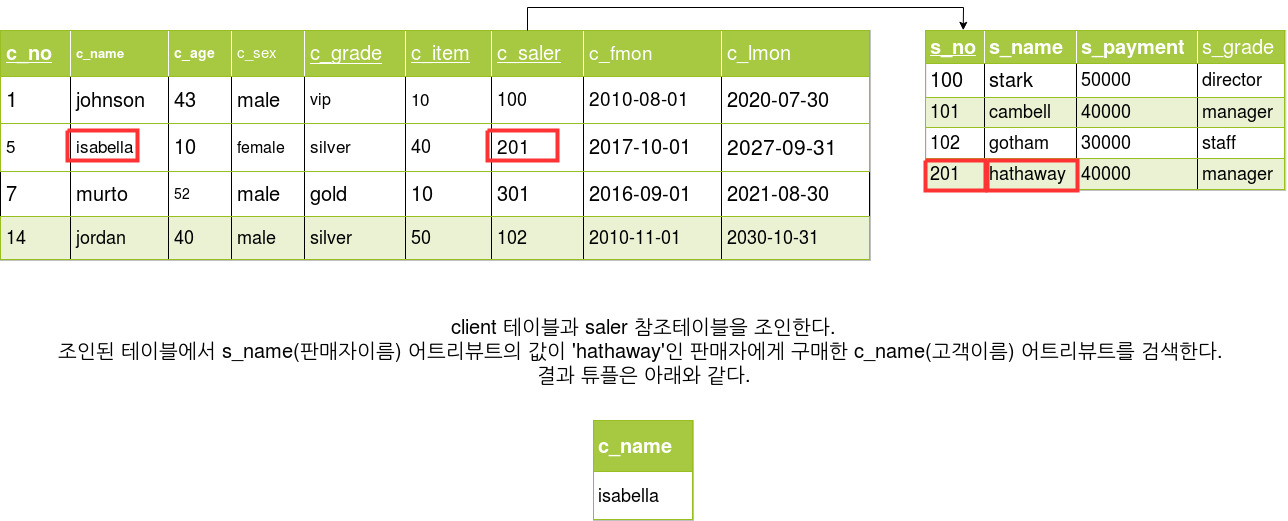 c_no c_name c_age c_sex c_grade c_item c_saler c_fmon c_lmon
1 johnson 43 male vip 10 100 2010-08-01 2020-07-30
5 isabella 10 female silver 40 201 2017-10-01 2027-09-31
7 murto 52 male gold 10 301 2016-09-01 2021-08-30
14 jordan 40 male silver 50 102 2010-11-01 2030-10-31
s_no s_name s_payment s_grade
100 stark 50000 director
101 cambell 40000 manager
102 gotham 30000 staff
201 hathaway 40000 manager
client 테이블과 saler 참조테이블을 조인한다.
조인된 테이블에서 s_name(판매자이름) 어트리뷰트의 값이 'hathaway'인 판매자에게 구매한 c_name(고객이름) 어트리뷰트를 검색한다.
결과 튜플은 아래와 같다.
c_name
isabella